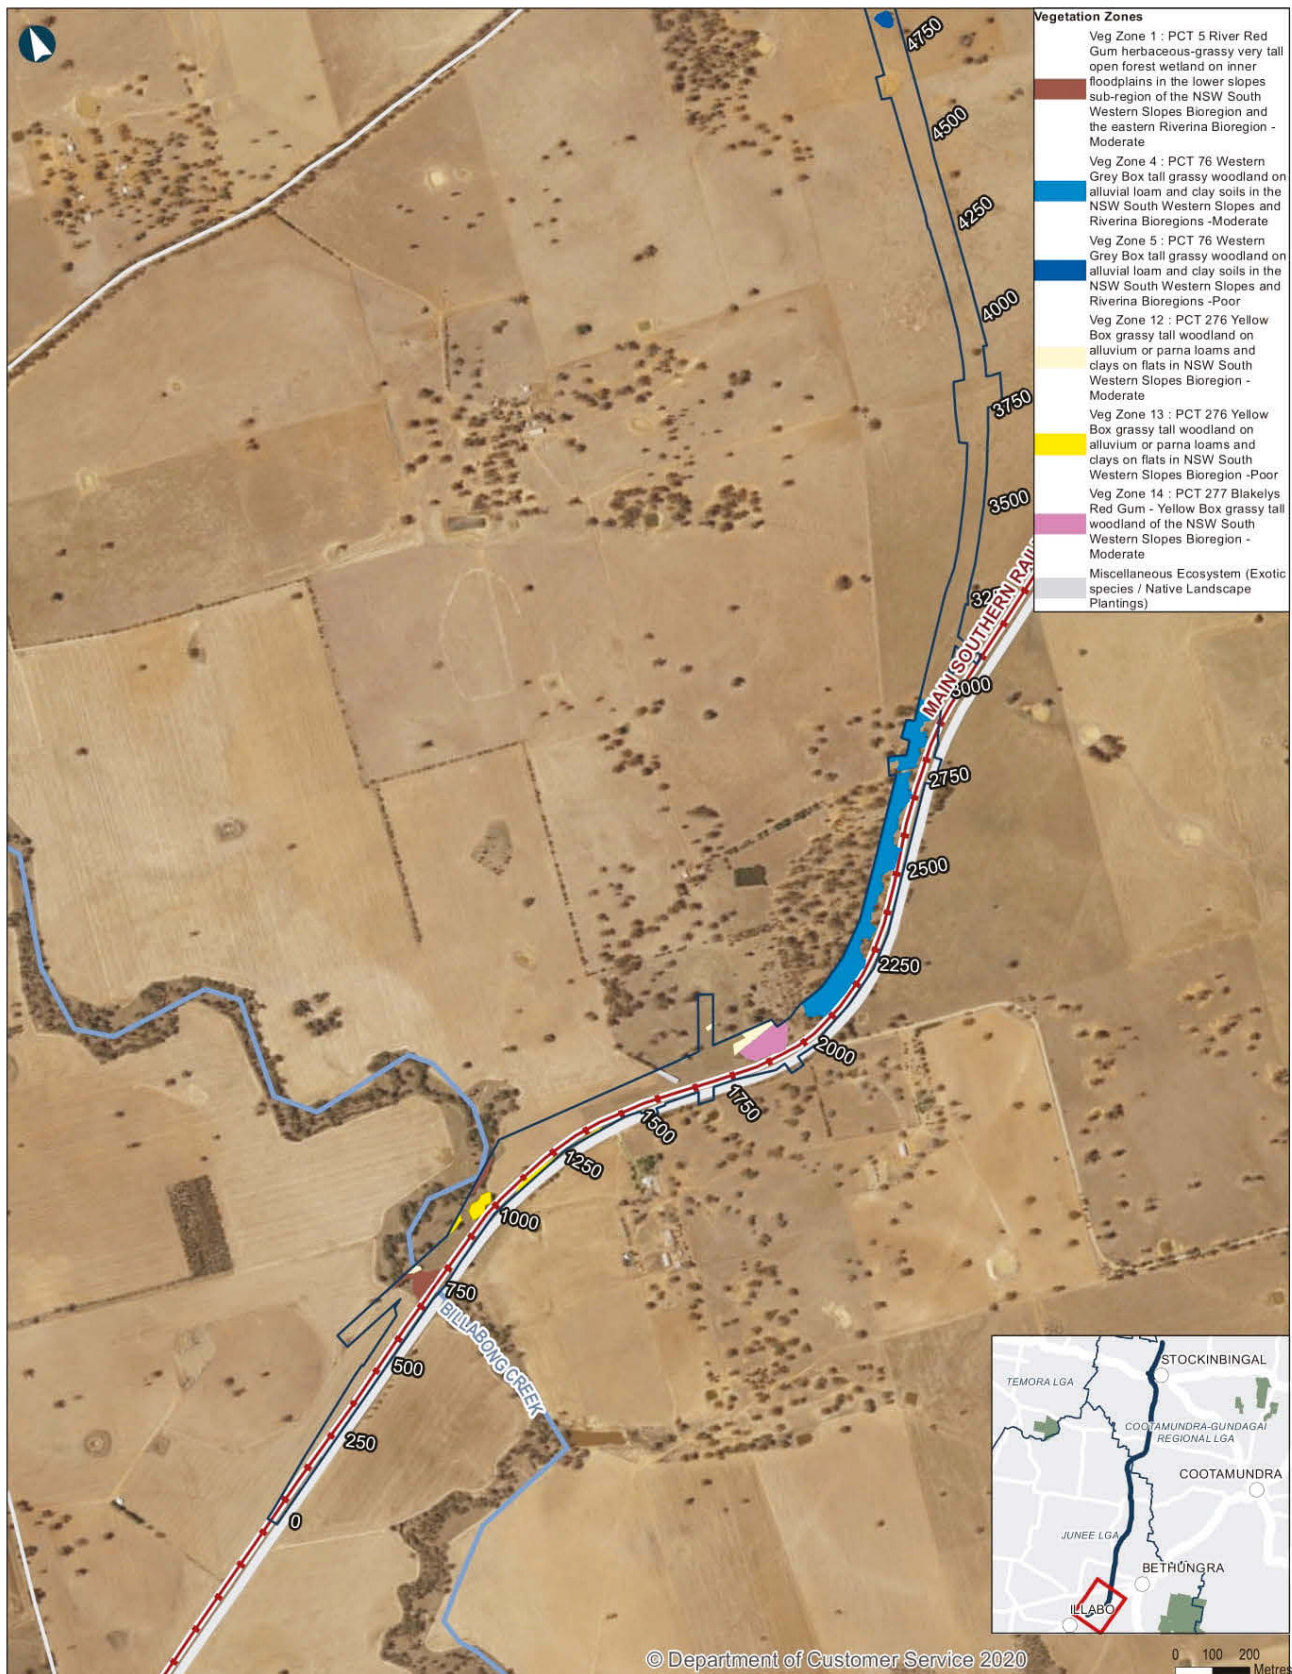 Vegetation Zones
Veg Zone 1 : PCT 5 River Red
Gum herbaceous-grassy very tall
open forest wetland on inner
floodplains in the lower slopes
sub-region of the NSW South
Western Slopes Bioregion and
the eastern Riverina Bioregion -
Moderate
Veg Zone 4 : PCT 76 Western
Grey Box tall grassy woodland on
alluvial loam and clay soils in the
NSW South Western Slopes and
Riverina Bioregions -Moderate
Veg Zone 5 : PCT 76 Western
Grey Box tall grassy woodland on
alluvial loam and clay soils in the
NSW South Western Slopes and
Riverina Bioregions -Poor
Veg Zone 12 : PCT 276 Yellow
Box grassy tall woodland on
alluvium or parna loams and
clays on flats in NSW South
Western Slopes Bioregion -
Moderate
Veg Zone 13 : PCT 276 Yellow
Box grassy tall woodland on
alluvium or parna loams and
clays on flats in NSW South
Western Slopes Bioregion -Poor
Veg Zone 14 : PCT 277 Blakelys
Red Gum - Yellow Box grassy tall
woodland of the NSW South
Western Slopes Bioregion -
Moderate
Miscellaneous Ecosystem (Exotic
species / Native Landscape
Plantings)
4750
4500
4250
4000
3750
3500
MAIN SOUTHERN RAIL
3000
2750
2500
2250
2000
1750
1500
1250
1000
750
BILLABONG CREEK
500
250
0
STOCKINBINGAL
TEMORA LGA
COOTAMUNDRA-GUNDAGAI
REGIONAL LGA
COOTAMUNDRA
JUNEE LGA
BETHUNGRA
ILLABO
© Department of Customer Service 2020
0 100 200
Metres